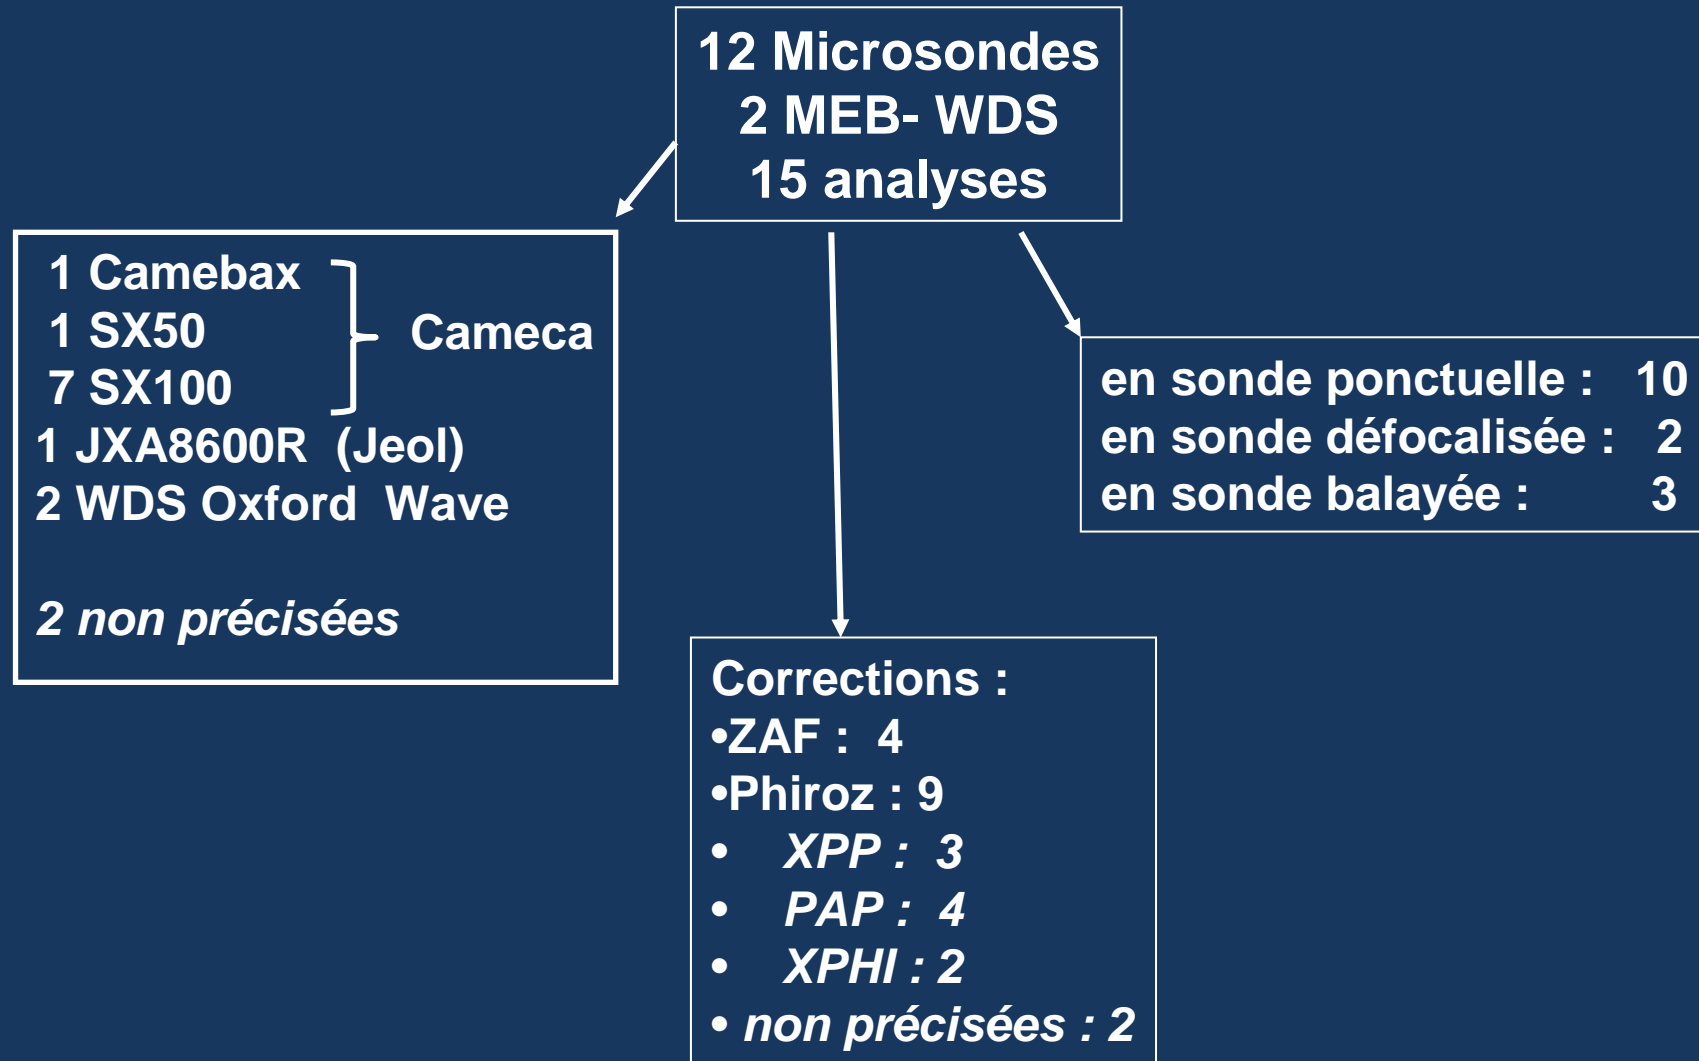 12 Microsondes
2 MEB- WDS
15 analyses
1 Camebax
1 SX50
Cameca
7 SX100
1 JXA8600R (Jeol)
2 WDS Oxford Wave
2 non précisées
en sonde ponctuelle : 10
en sonde défocalisée : 2
en sonde balayée : 3
Corrections :
•ZAF : 4
•Phiroz : 9
• XPP : 3
• PAP : 4
• XPHI : 2
• non précisées : 2